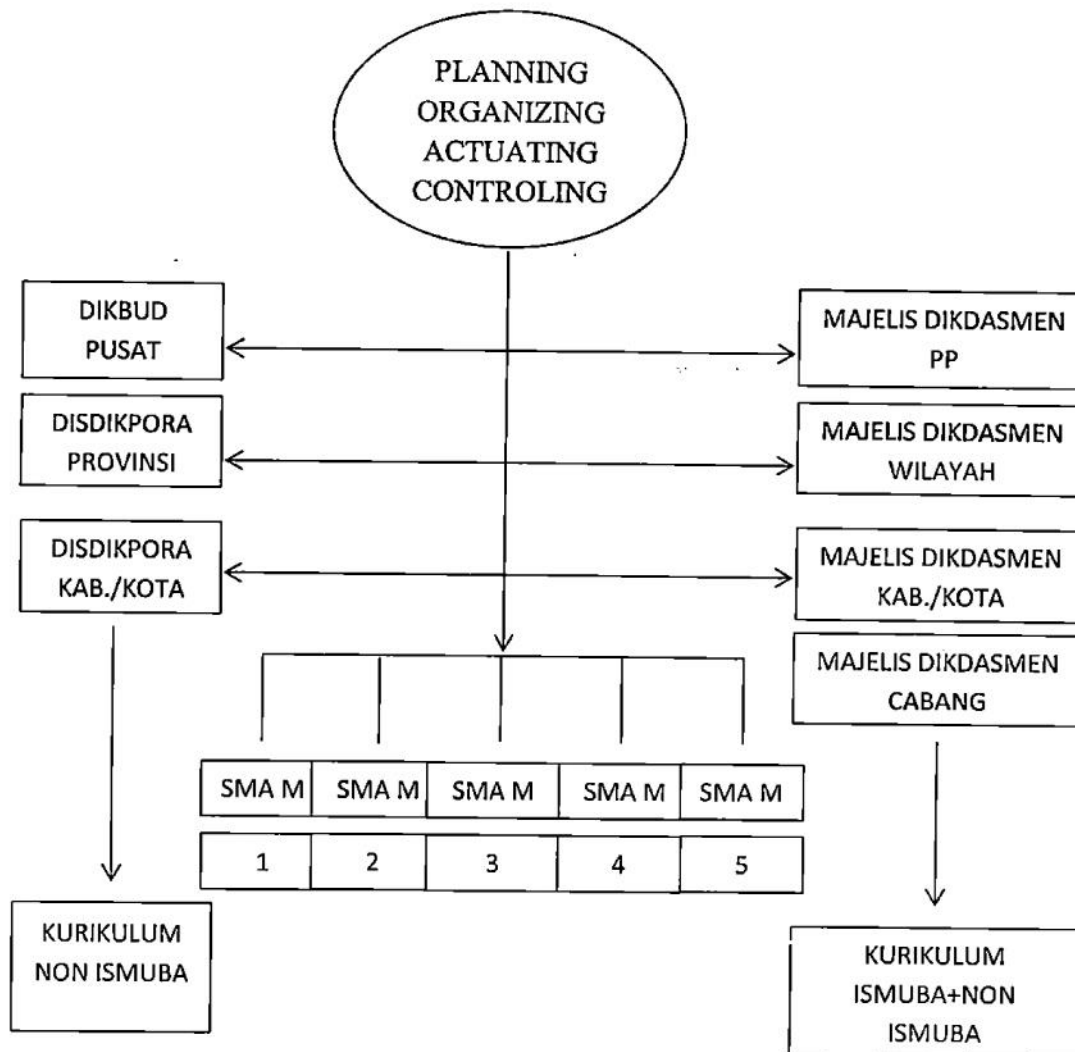 PLANNING
ORGANIZING
ACTUATING
CONTROLING
DIKBUD
PUSAT
MAJELIS DIKDASMEN
PP
DISDIKPORA
PROVINSI
MAJELIS DIKDASMEN
WILAYAH
DISDIKPORA
KAB./KOTA
MAJELIS DIKDASMEN
KAB./KOTA
MAJELIS DIKDASMEN
CABANG
SMA M SMA M SMA M SMA M SMA M
1 2 3 4 5
KURIKULUM
NON ISMUBA
KURIKULUM
ISMUBA+NON
ISMUBA